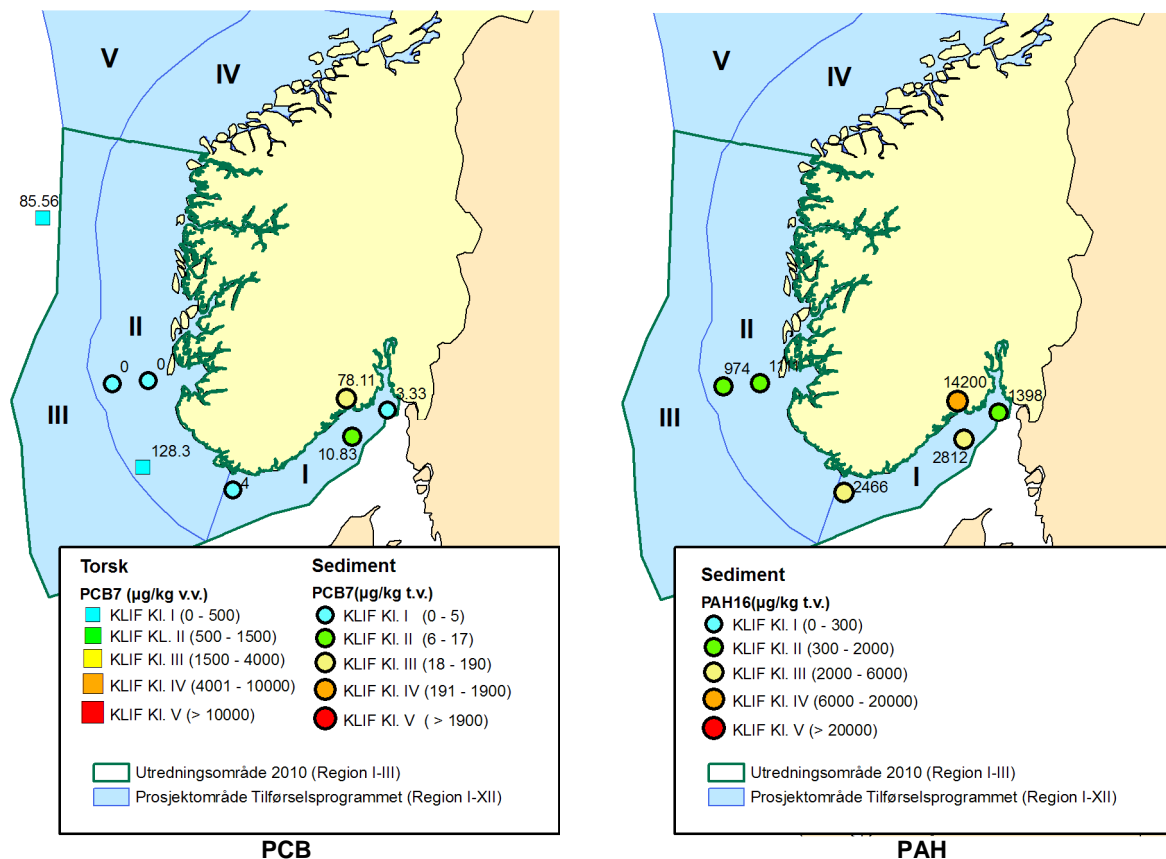 V
IV
85.56
II
0
0
III
78.11
3.33
128.3
10.83
I
4
Torsk
PCB7 (µg/kg v.v.)
KLIF Kl. I (0 - 500)
KLIF KL. II (500 - 1500)
KLIF Kl. III (1500 - 4000)
KLIF Kl. IV (4001 - 10000)
KLIF Kl. V (> 10000)
Sediment
PCB7(µg/kg t.v.)
KLIF Kl. I (0 - 5)
KLIF Kl. II (6 - 17)
KLIF Kl. III (18 - 190)
KLIF Kl. IV (191 - 1900)
KLIF Kl. V ( > 1900)
Utredningsområde 2010 (Region I-III)
Prosjektområde Tilførselsprogrammet (Region I-XII)
PCB
V
IV
II
974
1111
III
14200
1398
2812
I
2466
Sediment
PAH16(µg/kg t.v.)
KLIF Kl. I (0 - 300)
KLIF Kl. II (300 - 2000)
KLIF Kl. III (2000 - 6000)
KLIF Kl. IV (6000 - 20000)
KLIF Kl. V (> 20000)
Utredningsområde 2010 (Region I-III)
Prosjektområde Tilførselsprogrammet (Region I-XII)
PAH